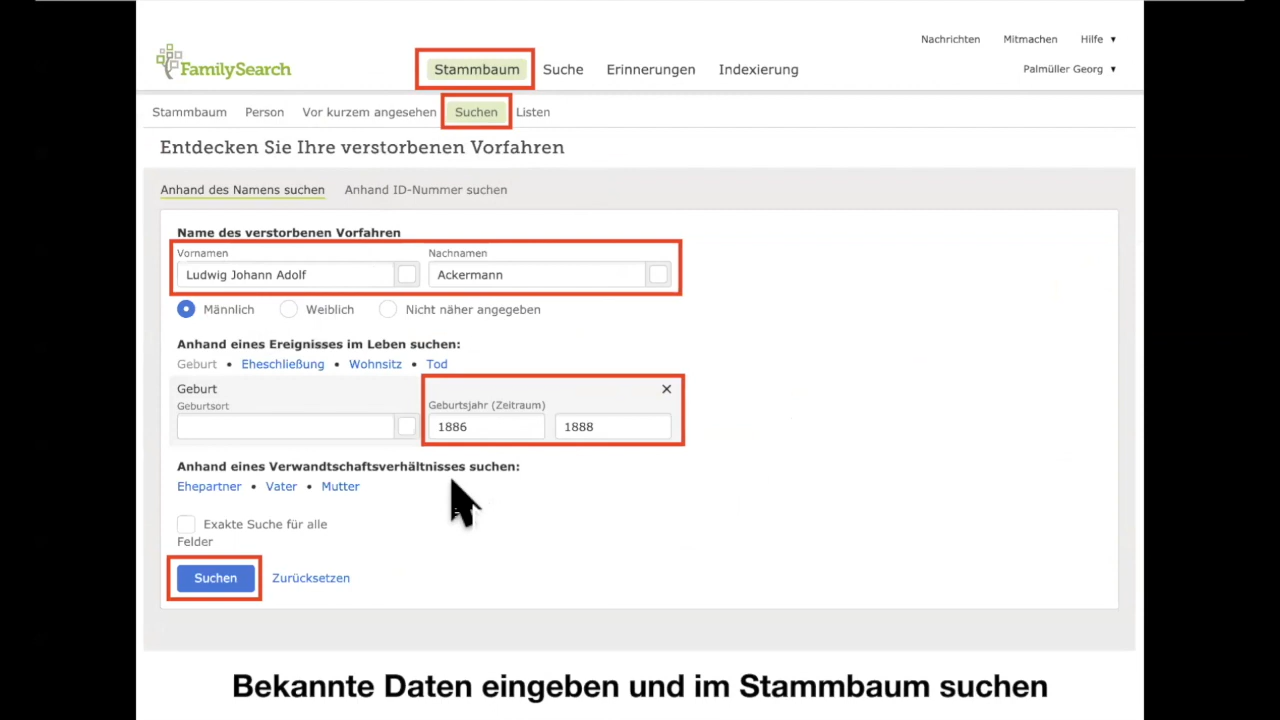 Nachrichten Mitmachen Hilfe ▼
FamilySearch Stammbaum Suche Erinnerungen Indexierung Palmüller Georg ▼
Stammbaum Person Vor kurzem angesehen Suchen Listen
Entdecken Sie Ihre verstorbenen Vorfahren
Anhand des Namens suchen Anhand ID-Nummer suchen
Name des verstorbenen Vorfahren
Vornamen Nachnamen
Ludwig Johann Adolf Ackermann
Männlich Weiblich Nicht näher angegeben
Anhand eines Ereignisses im Leben suchen:
Geburt • Eheschließung • Wohnsitz • Tod
Geburt ×
Geburtsort Geburtsjahr (Zeitraum)
1886 1888
Anhand eines Verwandtschaftsverhältnisses suchen:
Ehepartner • Vater • Mutter
Exakte Suche für alle
Felder
Suchen Zurücksetzen
Bekannte Daten eingeben und im Stammbaum suchen